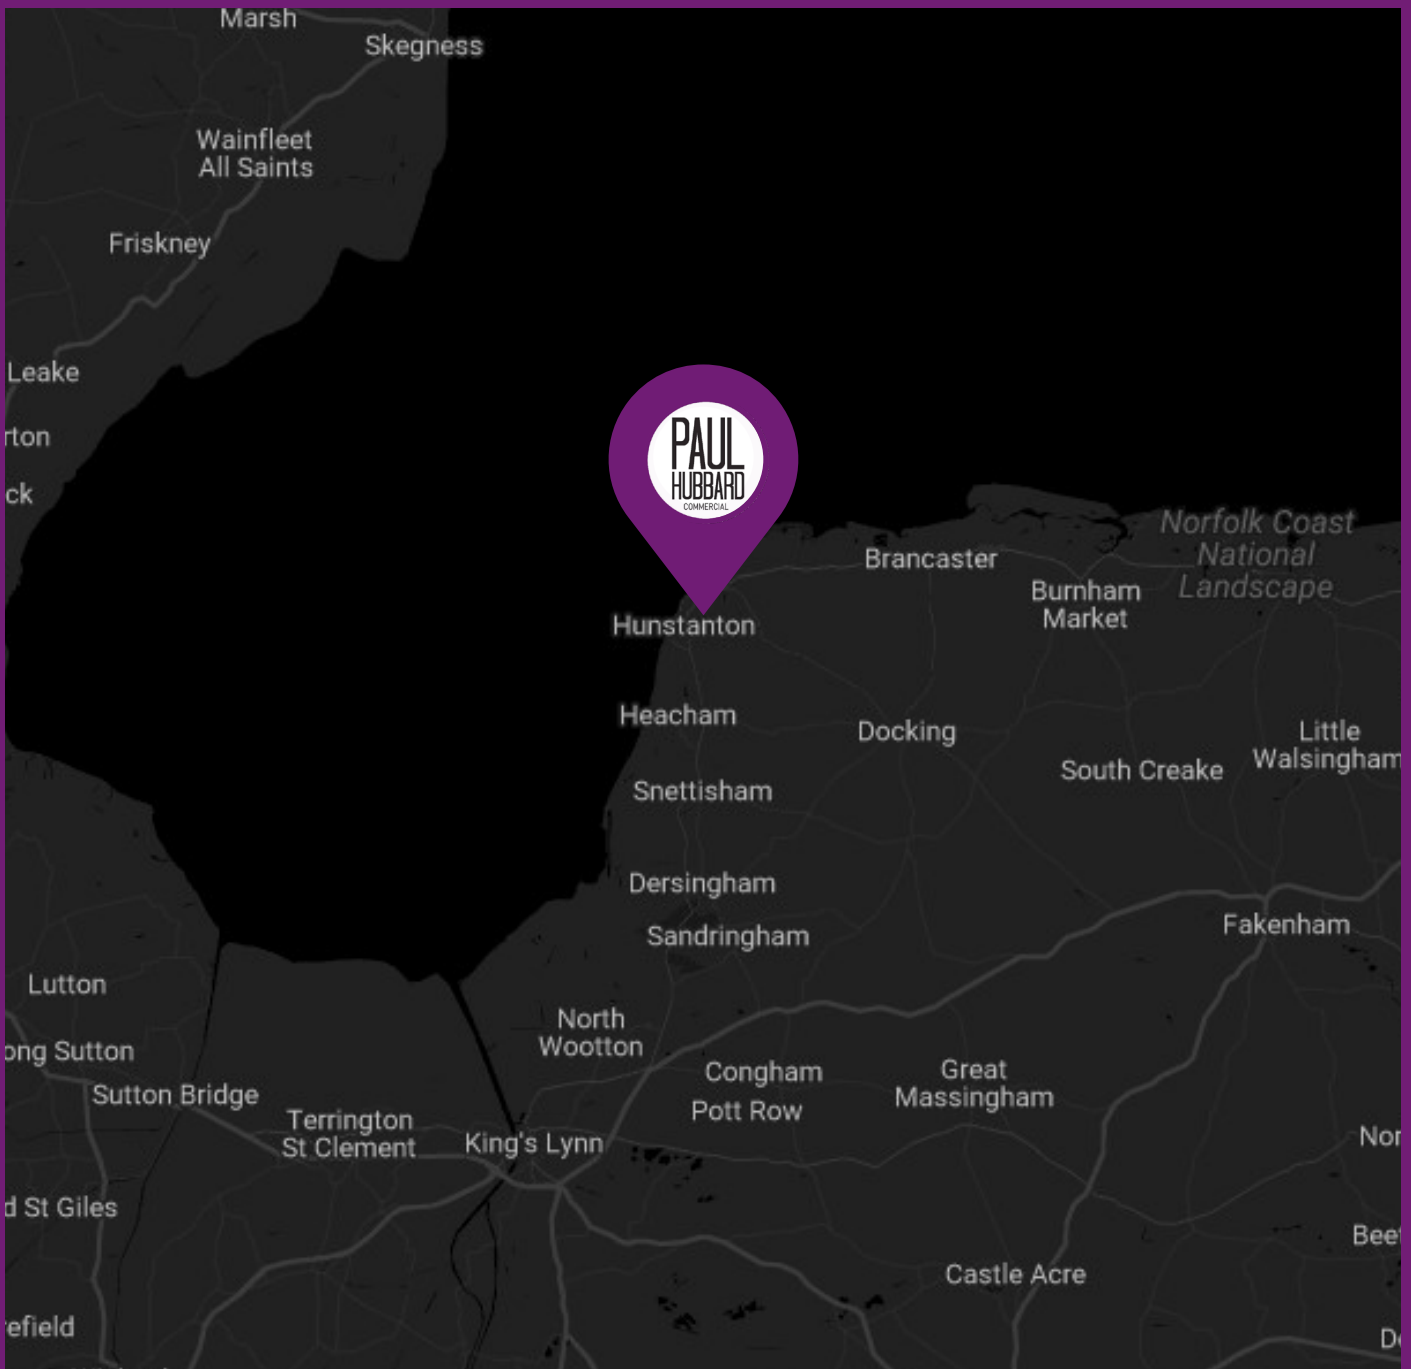 Marsh
Skegness
Wainfleet
All Saints
Friskney
Leake
rton
ck
PAUL
HUBBARD
COMMERCIAL
Norfolk Coast
National
Landscape
Brancaster
Burnham
Market
Hunstanton
Heacham
Docking
Little
Walsingham
South Creake
Snettisham
Dersingham
Sandringham
Fakenham
Lutton
North
Wootton
ong Sutton
Congham
Great
Massingham
Sutton Bridge
Pott Row
Terrington
St Clement
King's Lynn
Nor
d St Giles
Bee
Castle Acre
efield